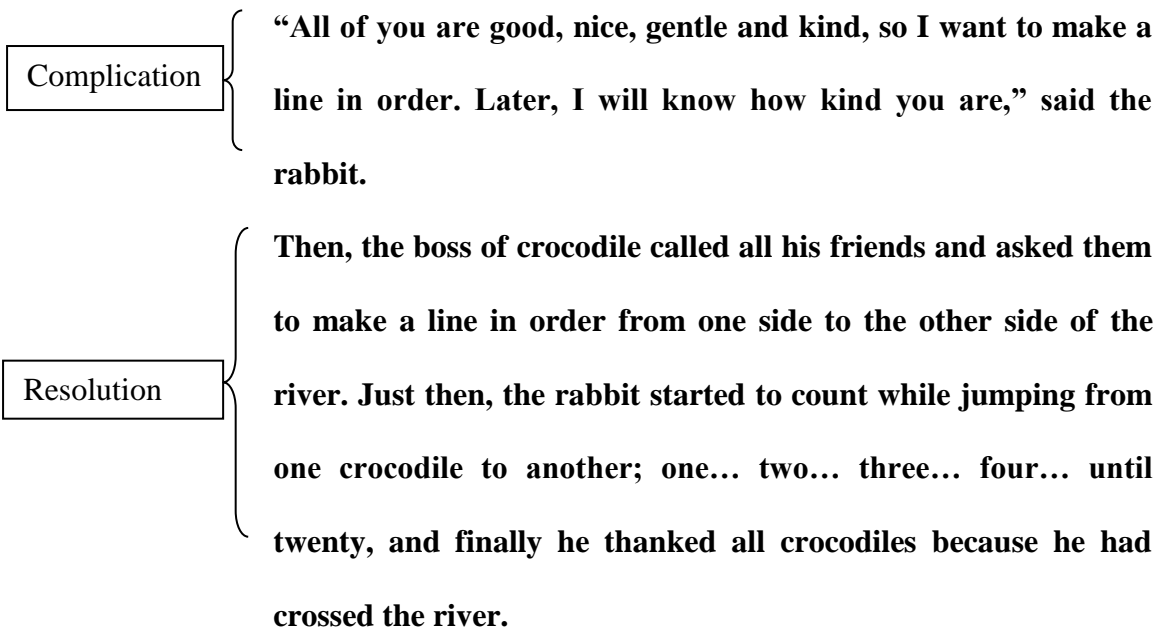 Complication
“All of you are good, nice, gentle and kind, so I want to make a
line in order. Later, I will know how kind you are,” said the
rabbit.
Resolution
Then, the boss of crocodile called all his friends and asked them
to make a line in order from one side to the other side of the
river. Just then, the rabbit started to count while jumping from
one crocodile to another; one… two… three… four… until
twenty, and finally he thanked all crocodiles because he had
crossed the river.